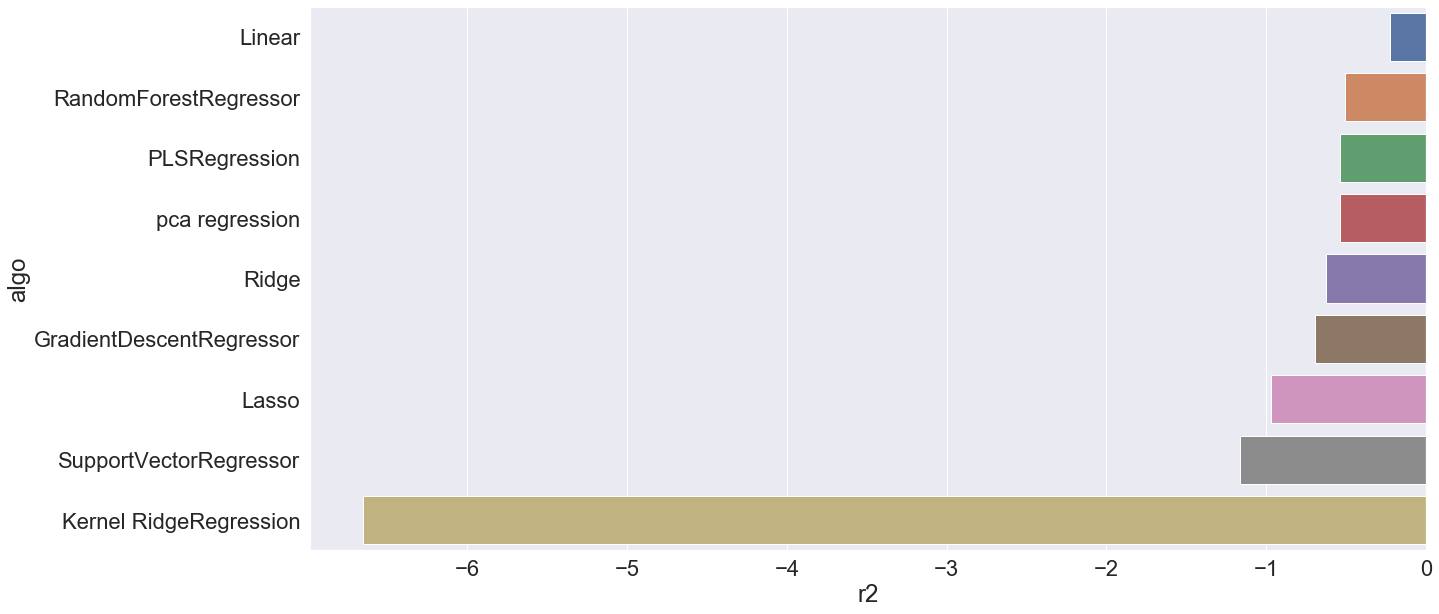 Linear
RandomForestRegressor
PLSRegression
pca regression
Ridge
GradientDescentRegressor
Lasso
SupportVectorRegressor
Kernel RidgeRegression
algo
−6 −5 −4 −3 −2 −1 0
r2